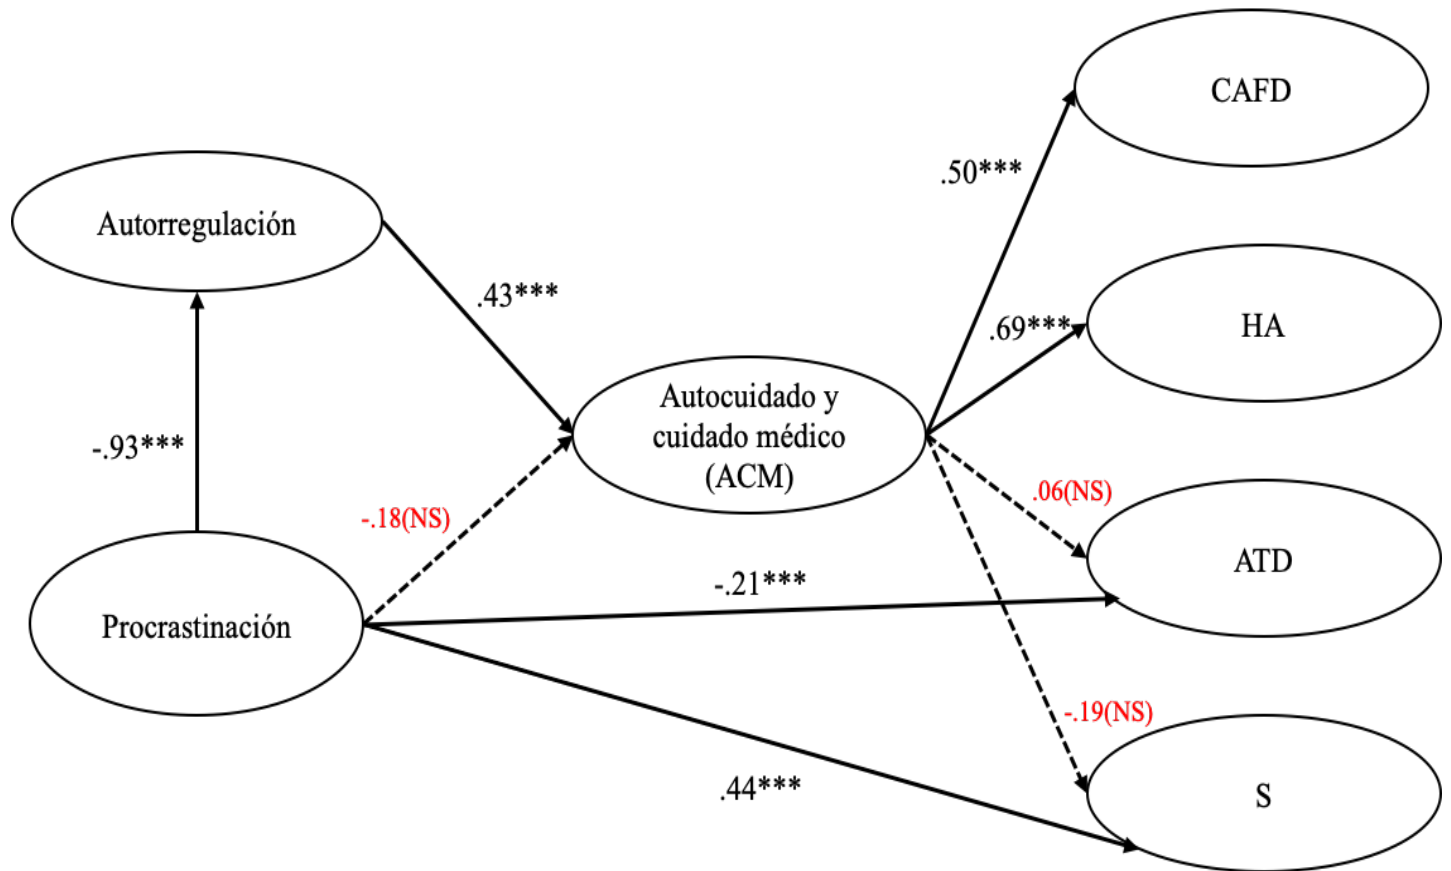 CAFD
.50***
Autorregulación
.43***
HA
.69***
Autocuidado y
cuidado médico
(ACM)
-.93***
-.18(NS)
.06(NS)
ATD
-.21***
Procrastinación
-.19(NS)
.44***
S